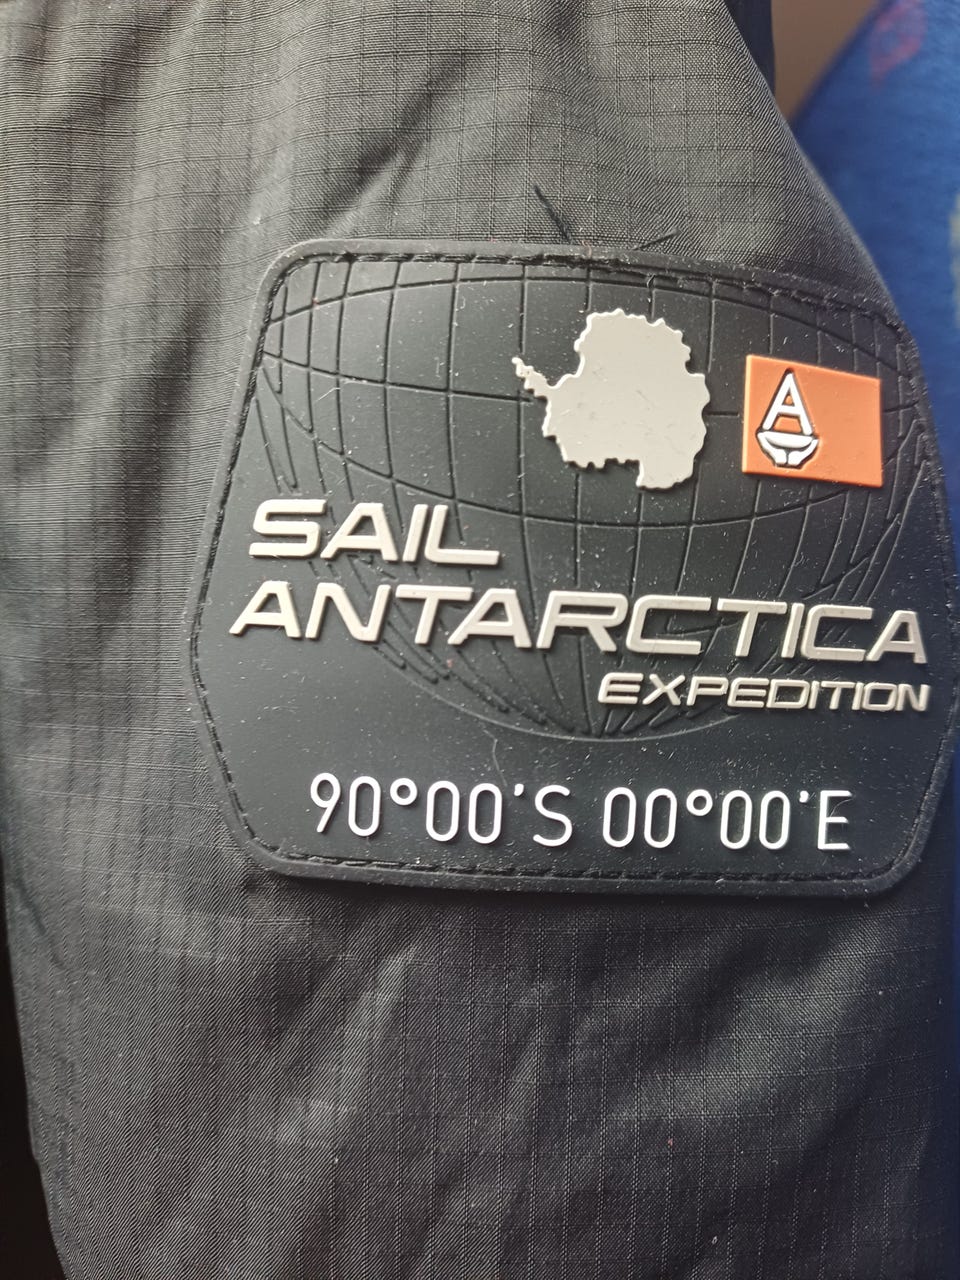 A
SAIL
ANTARCTICA
EXPEDITION
90°00'S 00°00'E